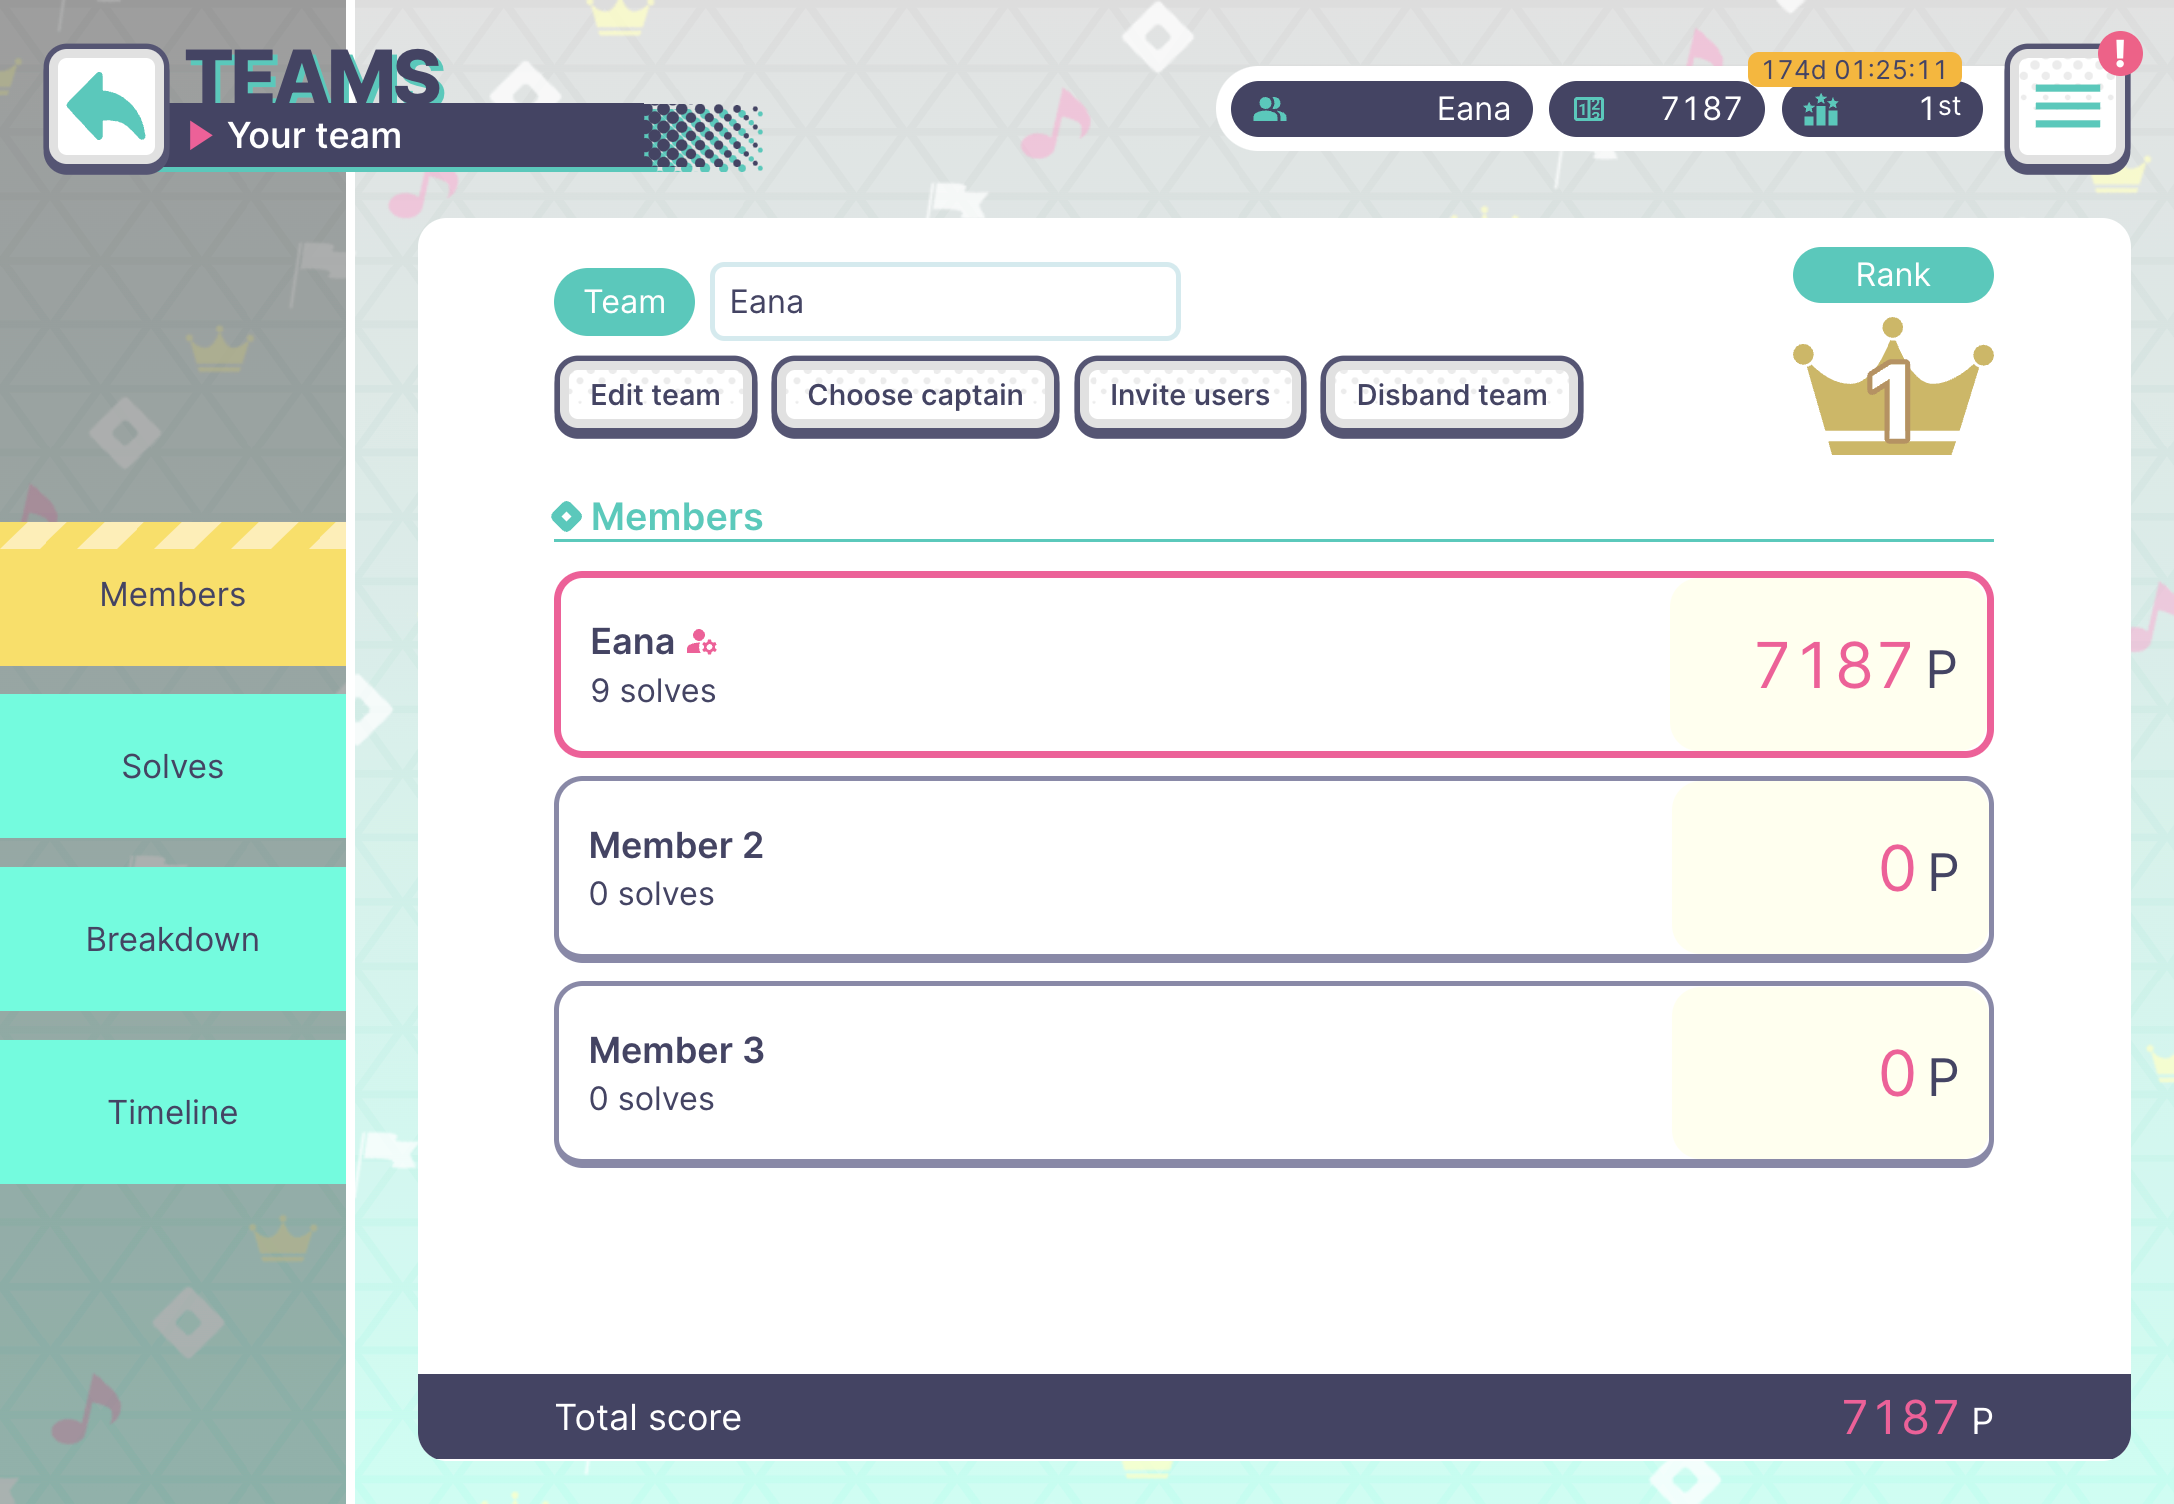 TEAMS
Your team
174d 01:25:11
Eana
7187
1st
!
Team
Eana
Rank
1
Edit team
Choose captain
Invite users
Disband team
Members
Members
Solves
Breakdown
Timeline
Eana
9 solves
7187 P
Member 2
0 solves
0 P
Member 3
0 solves
0 P
Total score
7187 P